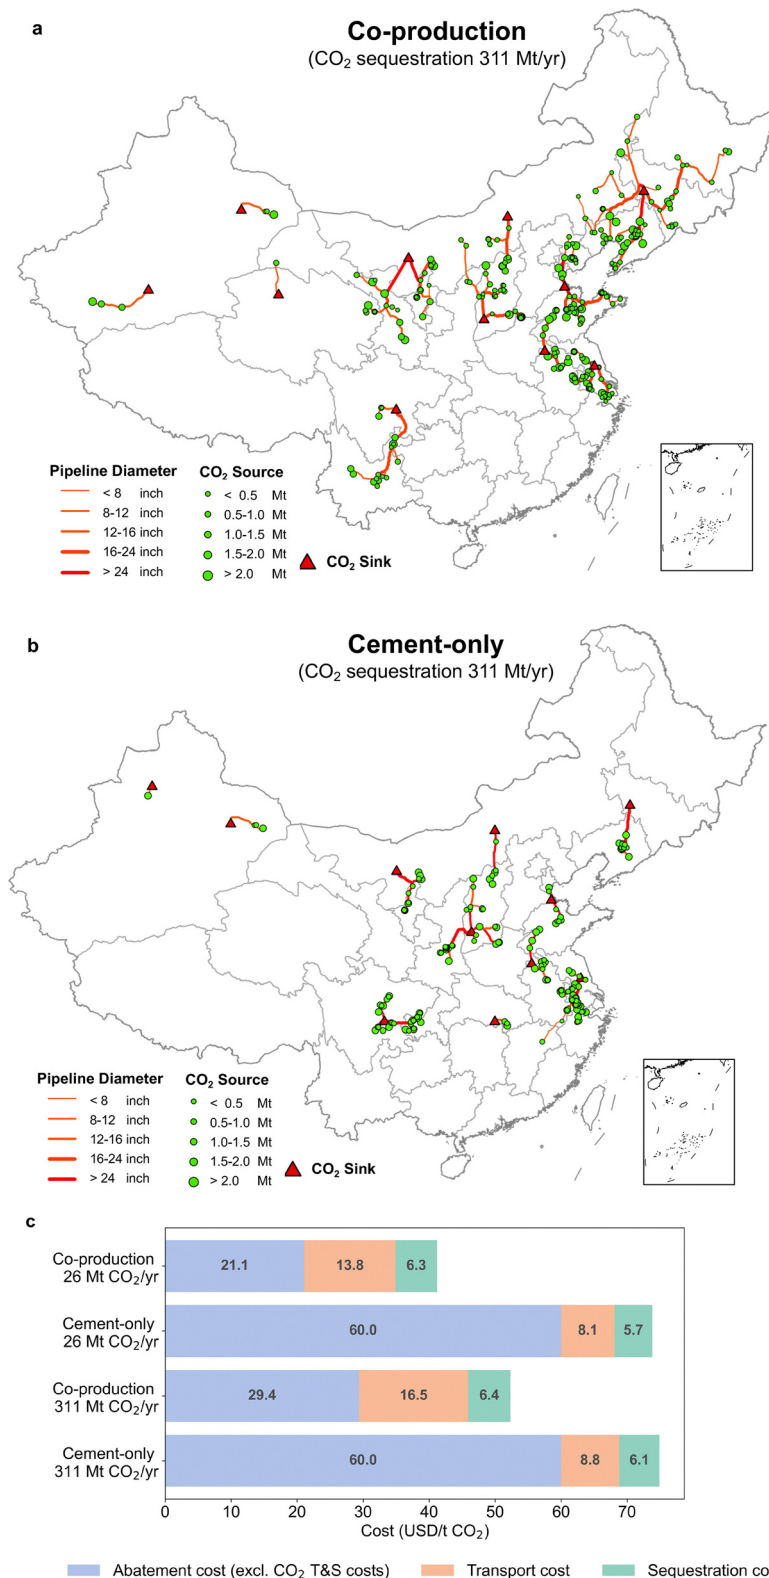 a
Co-production
(CO₂ sequestration 311 Mt/yr)
Pipeline Diameter
CO₂ Source
< 8 inch
< 0.5 Mt
8-12 inch
0.5-1.0 Mt
12-16 inch
1.0-1.5 Mt
16-24 inch
1.5-2.0 Mt
> 24 inch
> 2.0 Mt
CO₂ Sink
b
Cement-only
(CO₂ sequestration 311 Mt/yr)
Pipeline Diameter
CO₂ Source
< 8 inch
< 0.5 Mt
8-12 inch
0.5-1.0 Mt
12-16 inch
1.0-1.5 Mt
16-24 inch
1.5-2.0 Mt
> 24 inch
> 2.0 Mt
CO₂ Sink
c
Co-production
26 Mt CO₂/yr
21.1 13.8 6.3
Cement-only
26 Mt CO₂/yr
60.0 8.1 5.7
Co-production
311 Mt CO₂/yr
29.4 16.5 6.4
Cement-only
311 Mt CO₂/yr
60.0 8.8 6.1
0 10 20 30 40 50 60 70
Cost (USD/t CO₂)
Abatement cost (excl. CO₂ T&S costs) Transport cost Sequestration co